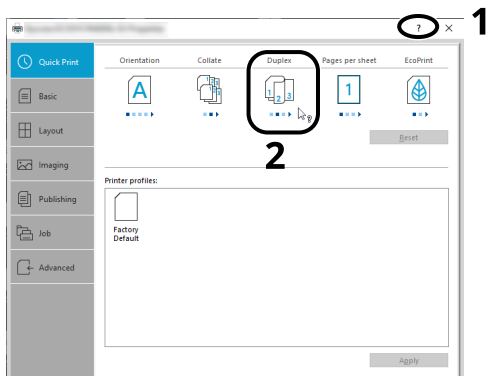 1
?
Quick Print
Orientation Collate Duplex Pages per sheet EcoPrint
A 1 2 3 1
Basic
Layout
Reset
2
Imaging
Printer profiles:
Publishing
Factory
Default
Job
Advanced
Apply